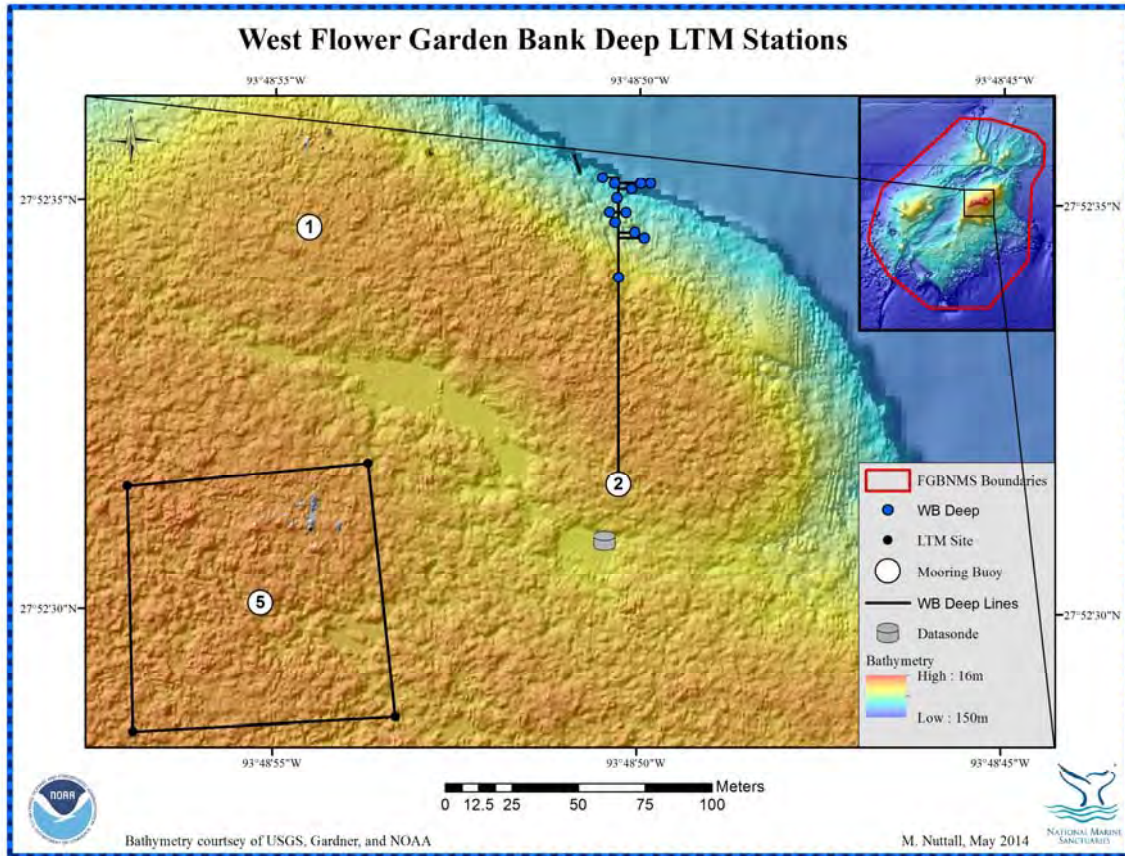 West Flower Garden Bank Deep LTM Stations
93°48'55"W
93°48'50"W
93°48'45"W
27°52'35"N
27°52'35"N
1
2
5
27°52'30"N
27°52'30"N
FGBNMS Boundaries
WB Deep
LTM Site
Mooring Buoy
WB Deep Lines
Datasonde
Bathymetry
High : 16m
Low : 150m
93°48'55"W
93°48'50"W
93°48'45"W
Meters
0 12.5 25 50 75 100
NOAA
NATIONAL MARINE
SANCTUARIES
Bathymetry courtsey of USGS, Gardner, and NOAA
M. Nuttall, May 2014